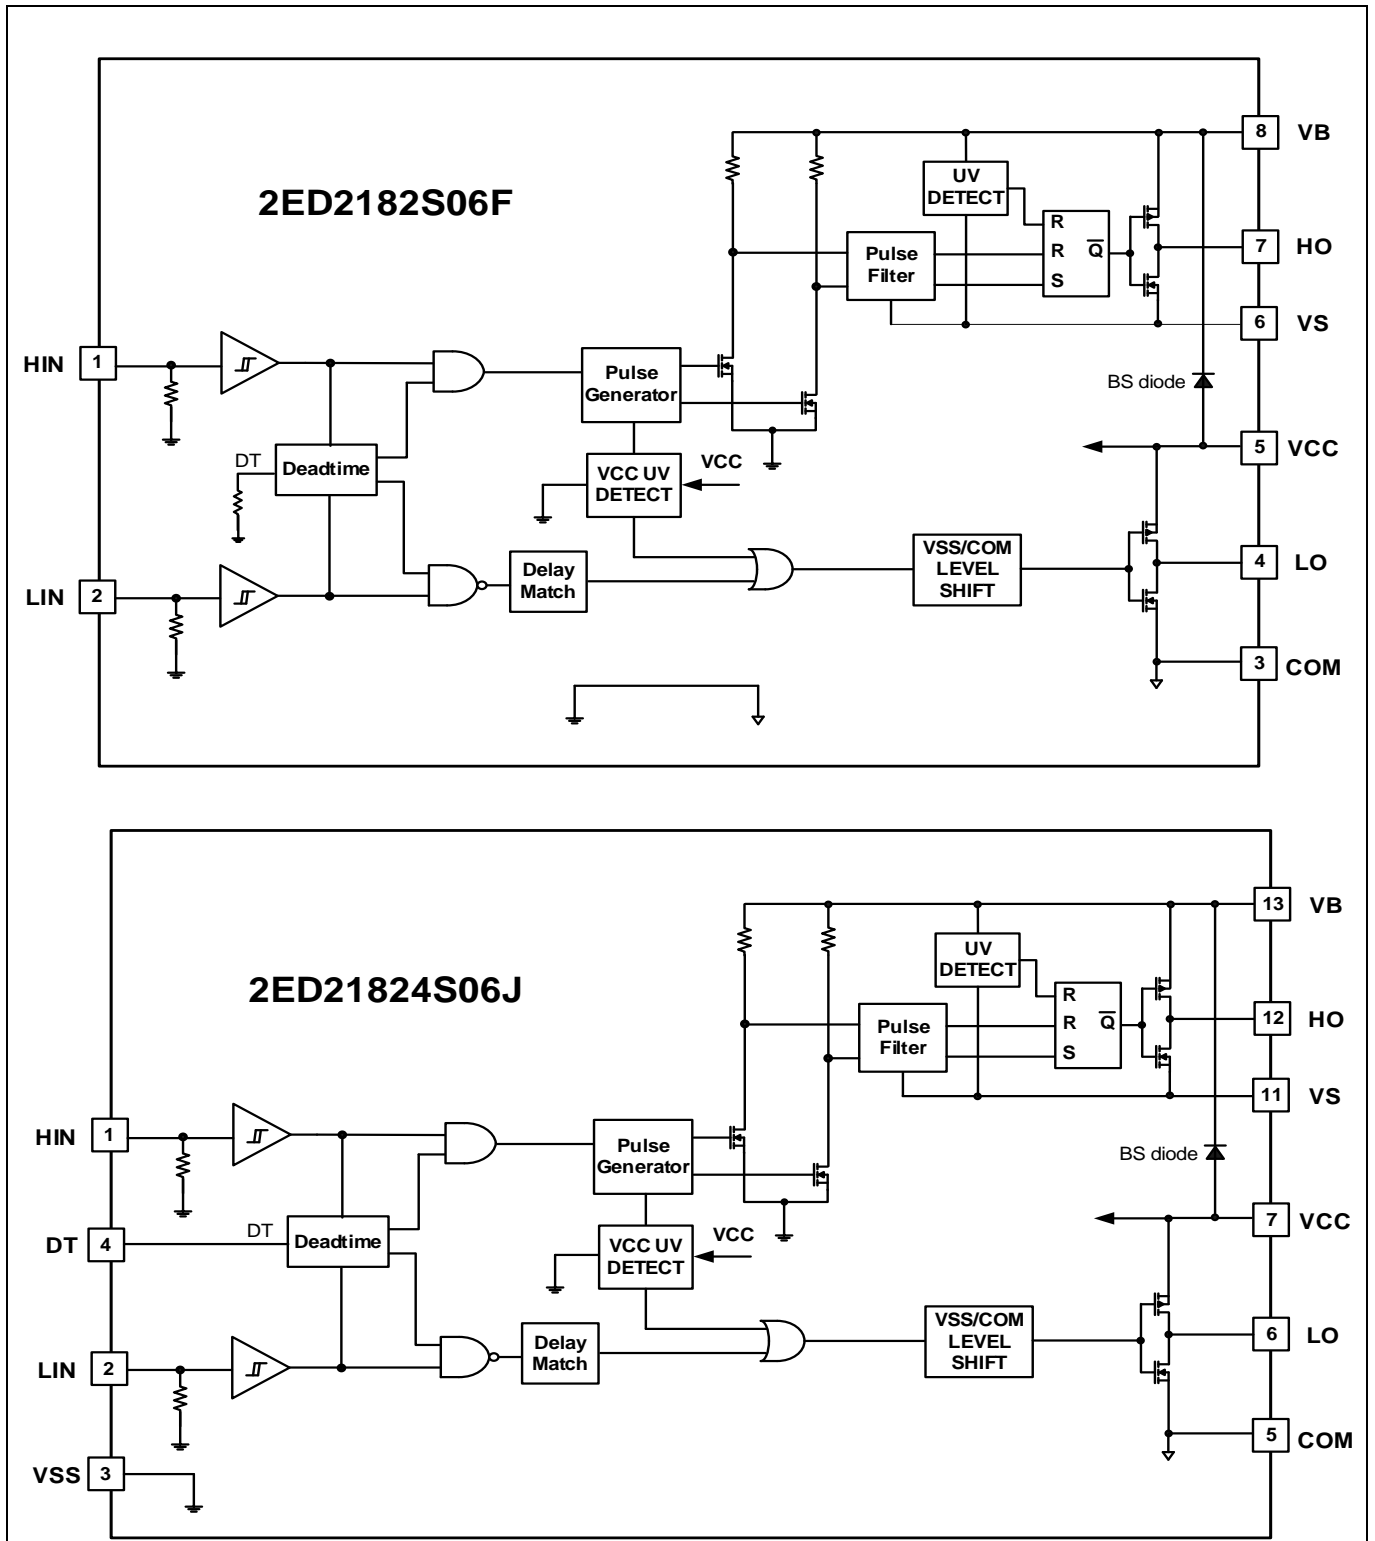 8 VB
2ED2182S06F
UV
DETECT
R
R
S
Q̅
Pulse
Filter
7 HO
6 VS
HIN 1
Pulse
Generator
BS diode
DT
Deadtime
VCC UV
DETECT
VCC
5 VCC
LIN 2
Delay
Match
VSS/COM
LEVEL
SHIFT
4 LO
3 COM
13 VB
2ED21824S06J
UV
DETECT
R
R
S
Q̅
Pulse
Filter
12 HO
11 VS
HIN 1
Pulse
Generator
BS diode
DT 4
DT
Deadtime
VCC UV
DETECT
VCC
7 VCC
LIN 2
Delay
Match
VSS/COM
LEVEL
SHIFT
6 LO
5 COM
VSS 3